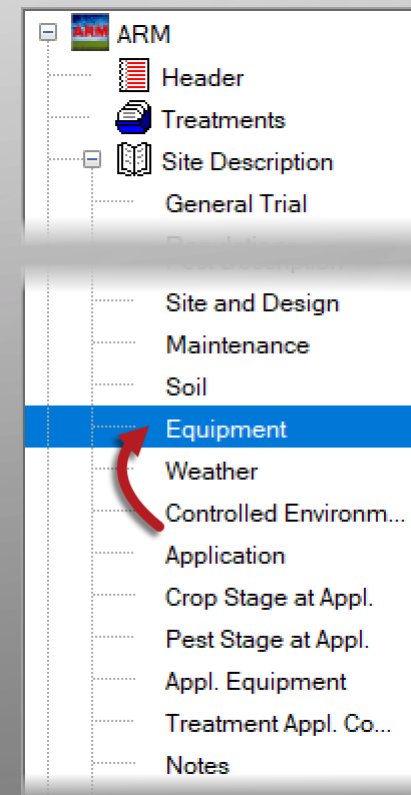 ARM ARM
Header
Treatments
Site Description
General Trial
Site and Design
Maintenance
Soil
Equipment
Weather
Controlled Environm...
Application
Crop Stage at Appl.
Pest Stage at Appl.
Appl. Equipment
Treatment Appl. Co...
Notes